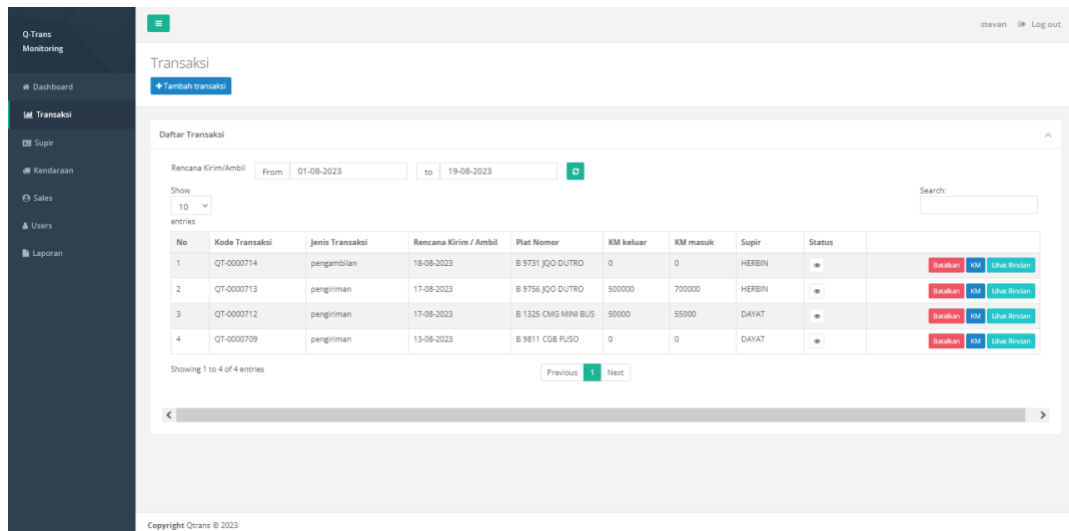 Q-Trans
Monitoring
stevan Log out
Dashboard
Transaksi
Supir
Kendaraan
Sales
Users
Laporan
Transaksi
+Tambah transaksi
Daftar Transaksi
Rencana Kirim/Ambil From 01-08-2023 to 19-08-2023
Show
10
entries
Search:
No Kode Transaksi Jenis Transaksi Rencana Kirim / Ambil Plat Nomor KM keluar KM masuk Supir Status
1 QT-0000714 pengambilan 18-08-2023 B 9731 JQO DUTRO 0 0 HERBIN Batalkan KM Lihat Rincian
2 QT-0000713 pengiriman 17-08-2023 B 9756 JQO DUTRO 500000 700000 HERBIN Batalkan KM Lihat Rincian
3 QT-0000712 pengiriman 17-08-2023 B 1325 CMG MINI BUS 50000 55000 DAYAT Batalkan KM Lihat Rincian
4 QT-0000709 pengiriman 13-08-2023 B 9811 CGB FUSO 0 0 DAYAT Batalkan KM Lihat Rincian
Showing 1 to 4 of 4 entries
Previous 1 Next
Copyright Qtrans © 2023